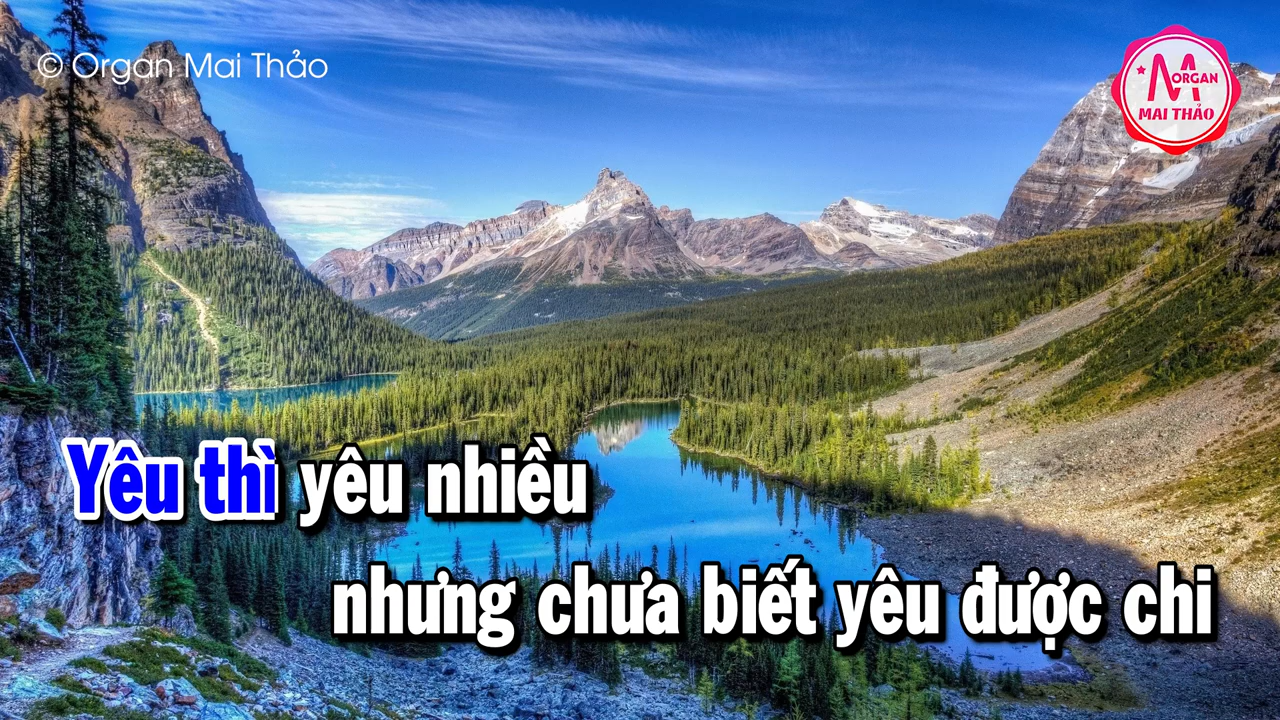 © Organ Mai Thảo
M ORGAN
MAI THẢO
Yêu thì yêu nhiều
nhưng chưa biết yêu được chi